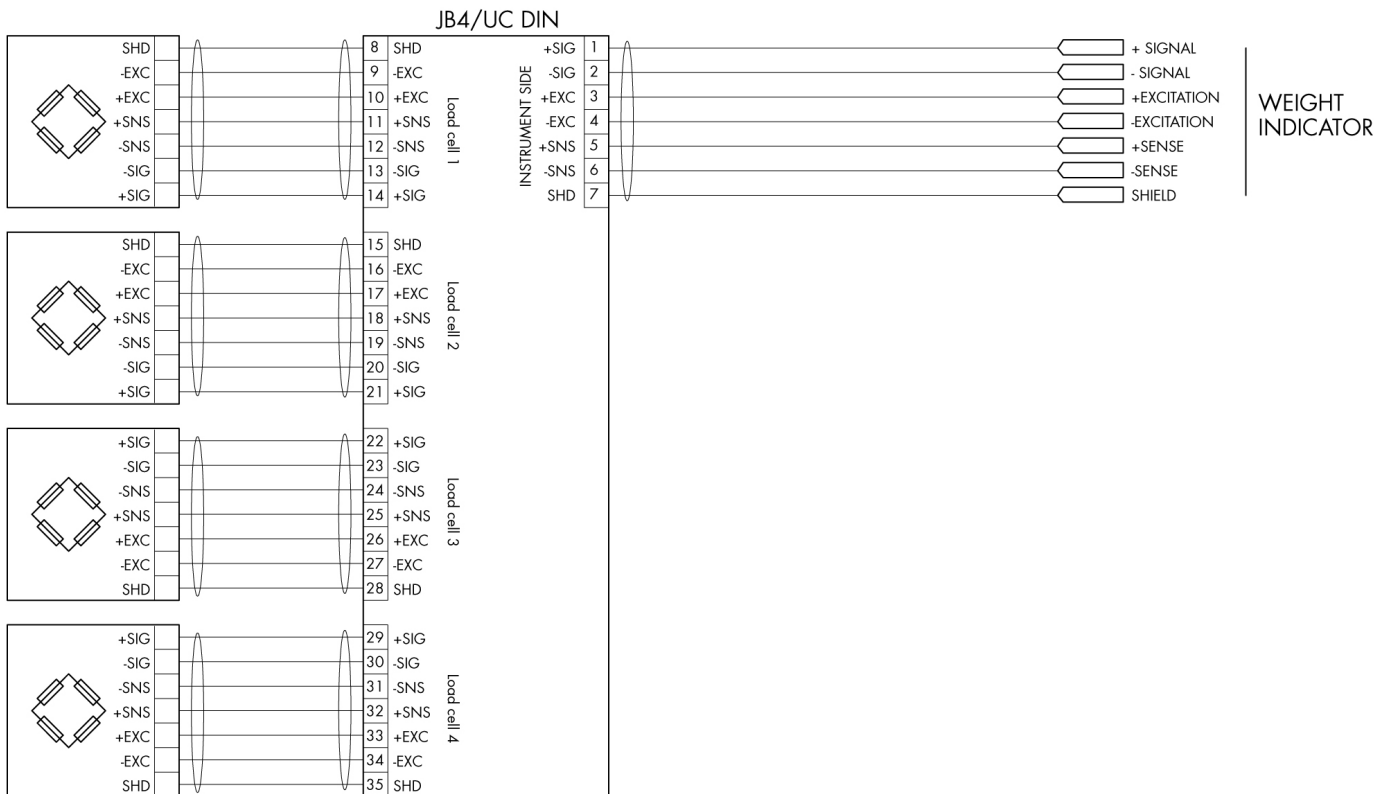 JB4/UC DIN
SHD 8 SHD +SIG 1 + SIGNAL
-EXC 9 -EXC -SIG 2 - SIGNAL
+EXC 10 +EXC +EXC 3 +EXCITATION
+SNS 11 +SNS -EXC 4 -EXCITATION
-SNS 12 -SNS +SNS 5 +SENSE
-SIG 13 -SIG -SNS 6 -SENSE
+SIG 14 +SIG SHD 7 SHIELD
Load cell 1
INSTRUMENT SIDE
WEIGHT
INDICATOR
SHD 15 SHD
-EXC 16 -EXC
+EXC 17 +EXC
+SNS 18 +SNS
-SNS 19 -SNS
-SIG 20 -SIG
+SIG 21 +SIG
Load cell 2
+SIG 22 +SIG
-SIG 23 -SIG
-SNS 24 -SNS
+SNS 25 +SNS
+EXC 26 +EXC
-EXC 27 -EXC
SHD 28 SHD
Load cell 3
+SIG 29 +SIG
-SIG 30 -SIG
-SNS 31 -SNS
+SNS 32 +SNS
+EXC 33 +EXC
-EXC 34 -EXC
SHD 35 SHD
Load cell 4